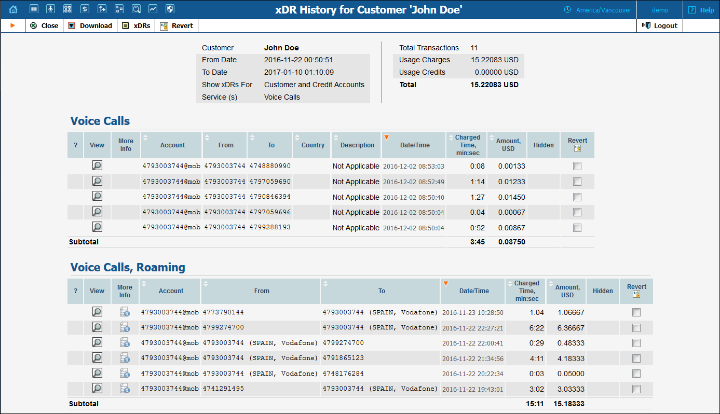 xDR History for Customer 'John Doe'
America/Vancouver demo Help
Close Download xDRs Revert Logout
Customer John Doe Total Transactions 11
From Date 2016-11-22 00:50:51 Usage Charges 15.22083 USD
To Date 2017-01-10 01:10:09 Usage Credits 0.00000 USD
Show xDRs For Customer and Credit Accounts Total 15.22083 USD
Service (s) Voice Calls
Voice Calls
? View More Info Account From To Country Description Date/Time Charged Time, min:sec Amount, USD Hidden Revert
4793003744@mob 4793003744 4748880990 Not Applicable 2016-12-02 08:53:03 0:08 0.00133
4793003744@mob 4793003744 4797059690 Not Applicable 2016-12-02 08:52:49 1:14 0.01233
4793003744@mob 4793003744 4790846394 Not Applicable 2016-12-02 08:50:40 1:27 0.01450
4793003744@mob 4793003744 4797059696 Not Applicable 2016-12-02 08:50:04 0:04 0.00067
4793003744@mob 4793003744 4799288193 Not Applicable 2016-12-02 08:50:04 0:52 0.00867
Subtotal 3:45 0.03750
Voice Calls, Roaming
? View More Info Account From To Date/Time Charged Time, min:sec Amount, USD Hidden Revert
4793003744@mob 4773790144 4793003744 (SPAIN, Vodafone) 2016-11-23 10:28:50 1:04 1.06667
4793003744@mob 4799274700 4793003744 (SPAIN, Vodafone) 2016-11-22 22:27:21 6:22 6.36667
4793003744@mob 4793003744 (SPAIN, Vodafone) 4799274700 2016-11-22 22:00:41 0:29 0.48333
4793003744@mob 4793003744 (SPAIN, Vodafone) 4791865123 2016-11-22 21:34:56 4:11 4.18333
4793003744@mob 4793003744 (SPAIN, Vodafone) 4748176284 2016-11-22 20:22:34 0:03 0.05000
4793003744@mob 4741291495 4793003744 (SPAIN, Vodafone) 2016-11-22 19:43:01 3:02 3.03333
Subtotal 15:11 15.18333